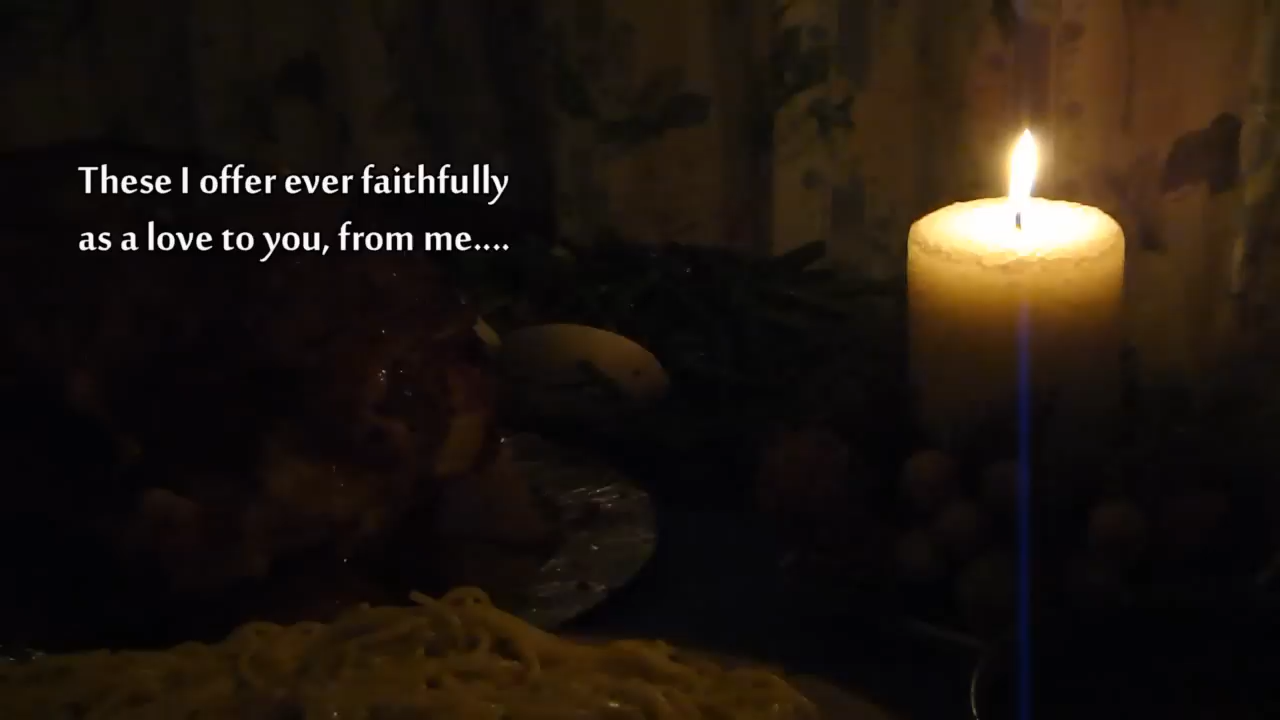 These I offer ever faithfully
as a love to you, from me....